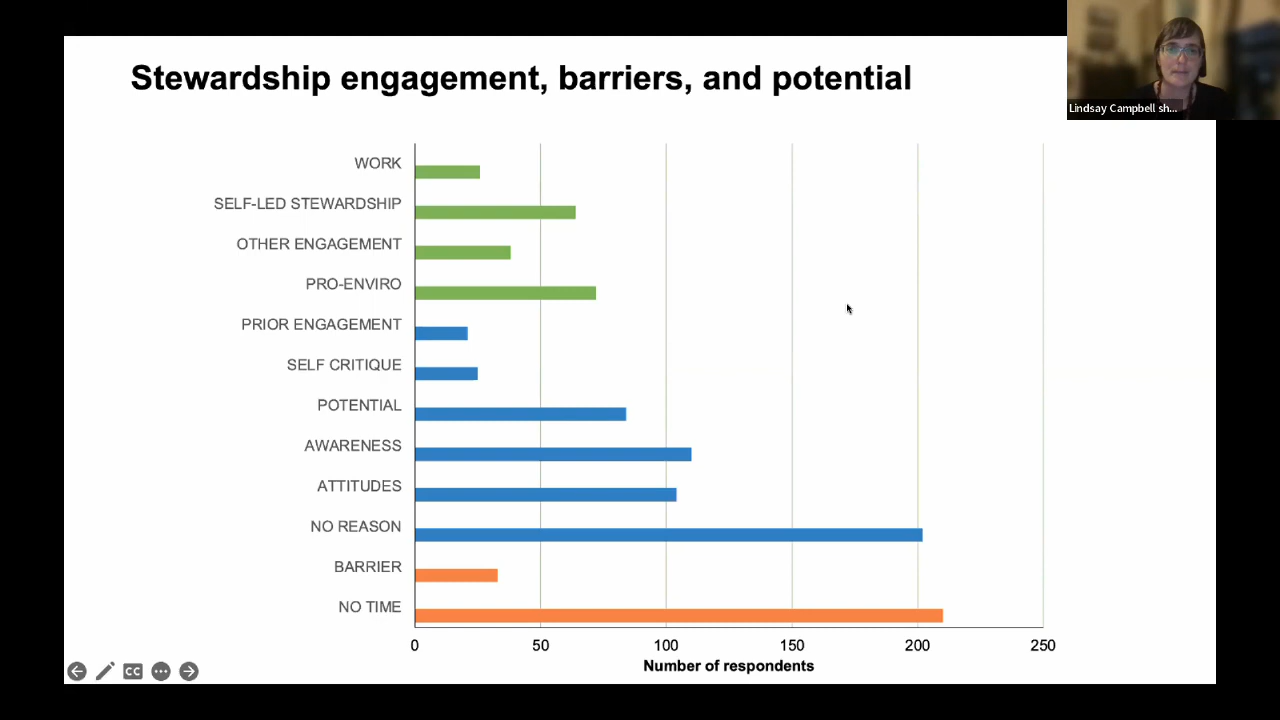 Stewardship engagement, barriers, and potential
Lindsay Campbell sh...
WORK
SELF-LED STEWARDSHIP
OTHER ENGAGEMENT
PRO-ENVIRO
PRIOR ENGAGEMENT
SELF CRITIQUE
POTENTIAL
AWARENESS
ATTITUDES
NO REASON
BARRIER
NO TIME
0 50 100 150 200 250
Number of respondents
CC